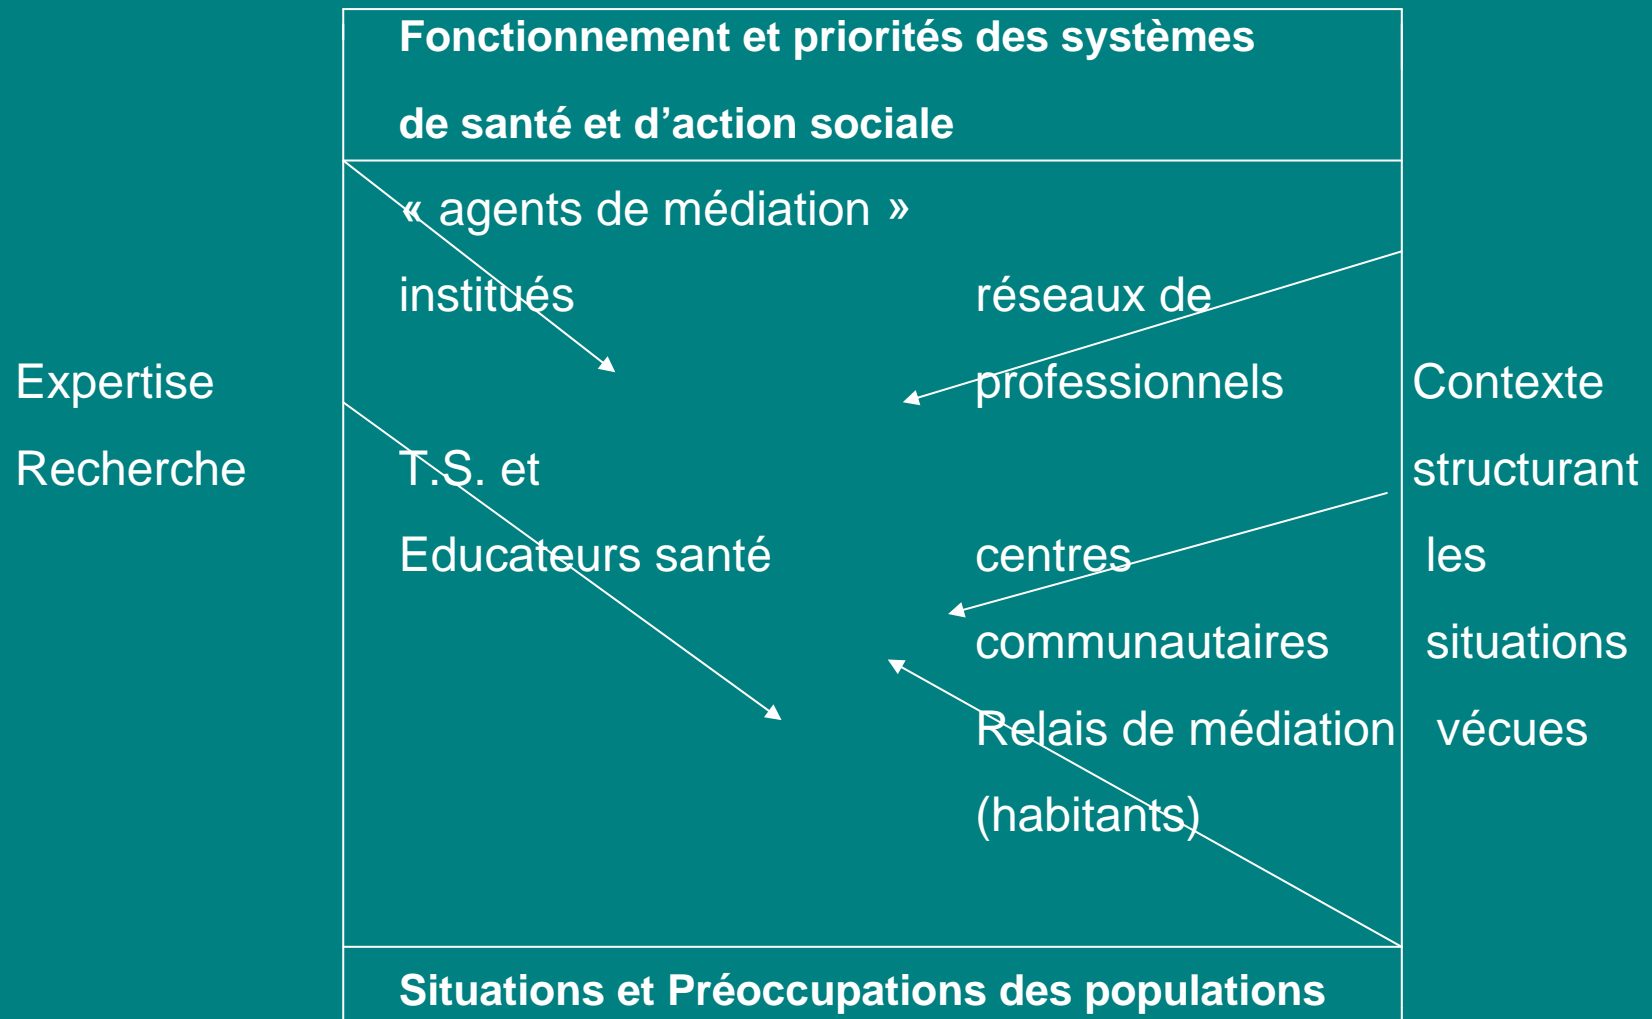 Fonctionnement et priorités des systèmes
de santé et d’action sociale
« agents de médiation »
institués
réseaux de
professionnels
Expertise
Recherche
T.S. et
Educateurs santé
centres
communautaires
Relais de médiation
(habitants)
Contexte
structurant
les
situations
vécues
Situations et Préoccupations des populations